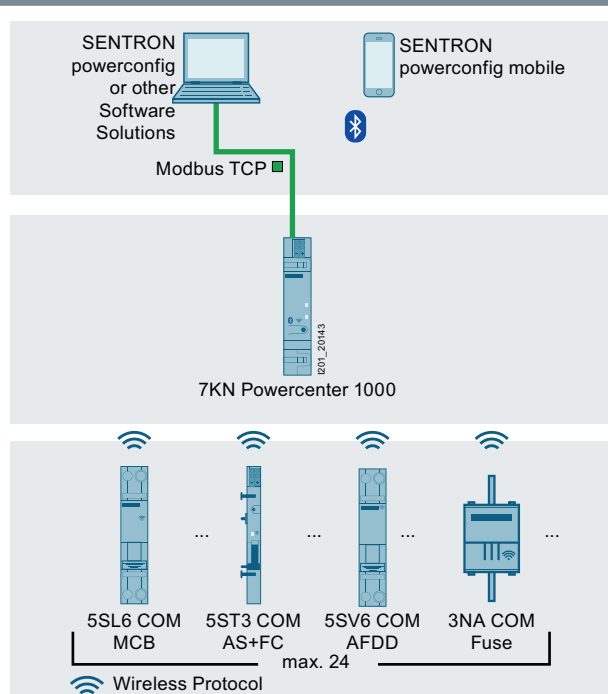 SENTRON
powerconfig
or other
Software
Solutions
SENTRON
powerconfig mobile
Modbus TCP
I201_20143
7KN Powercenter 1000
... ... ... ...
5SL6 COM 5ST3 COM 5SV6 COM 3NA COM
MCB AS+FC AFDD Fuse
max. 24
Wireless Protocol